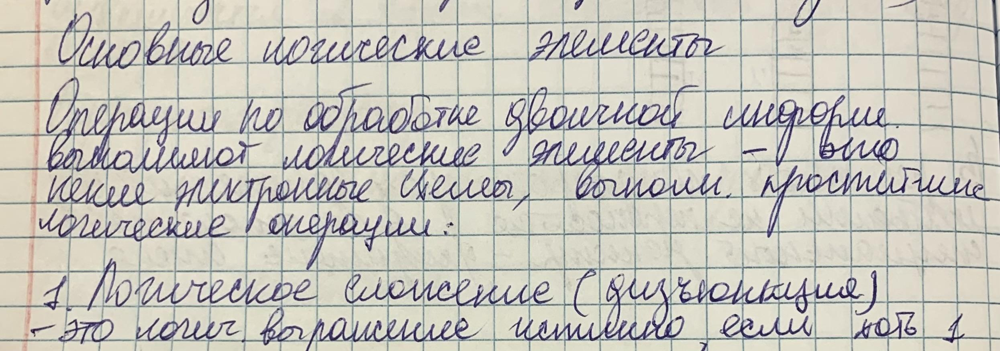 Основные логические элементы
Операции по обработке двоичной информ.
выполняют логические элементы – это
некие электронные схемы, выполн. простейшие
логические операции:
1. Логическое сложение (дизъюнкция)
– это логич. выражение истинно, если хоть 1